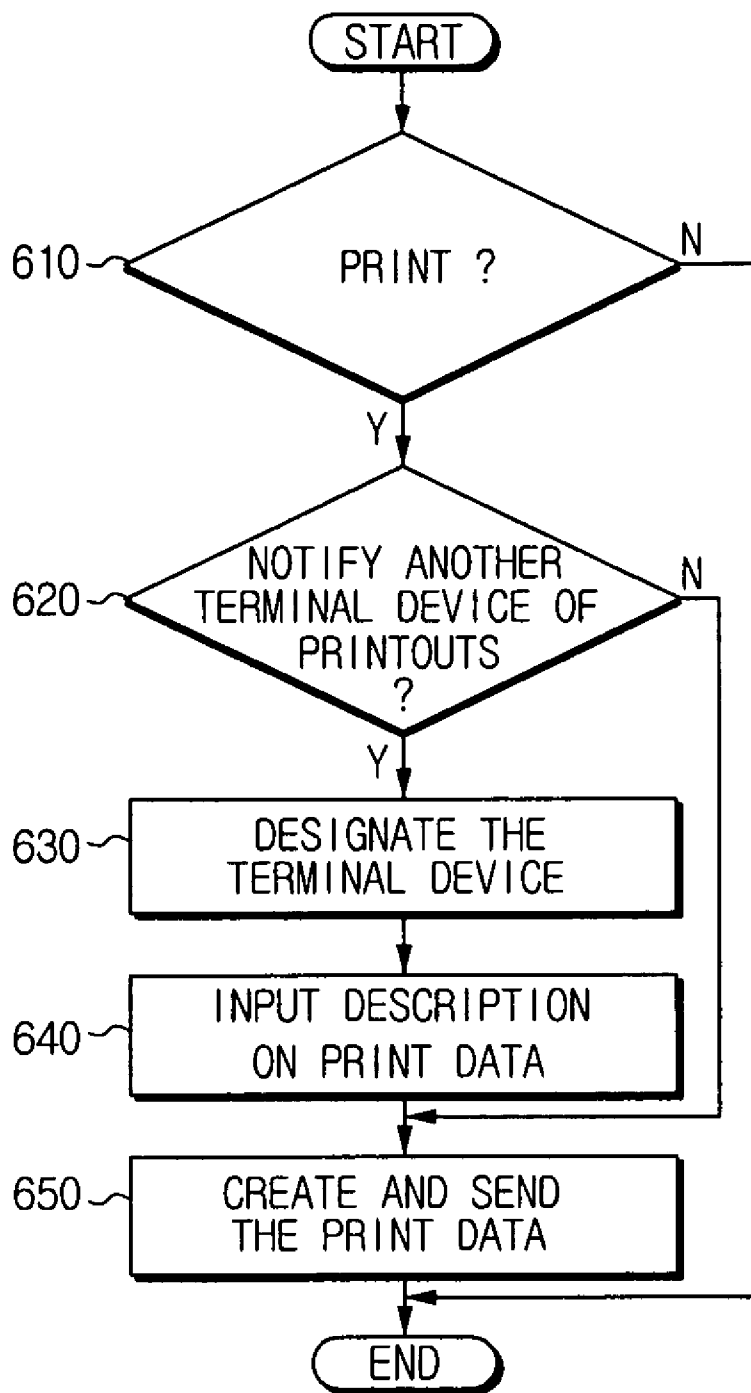 START
610
PRINT ?
N
Y
620
NOTIFY ANOTHER
TERMINAL DEVICE OF
PRINTOUTS
?
N
Y
630
DESIGNATE THE
TERMINAL DEVICE
640
INPUT DESCRIPTION
ON PRINT DATA
650
CREATE AND SEND
THE PRINT DATA
END